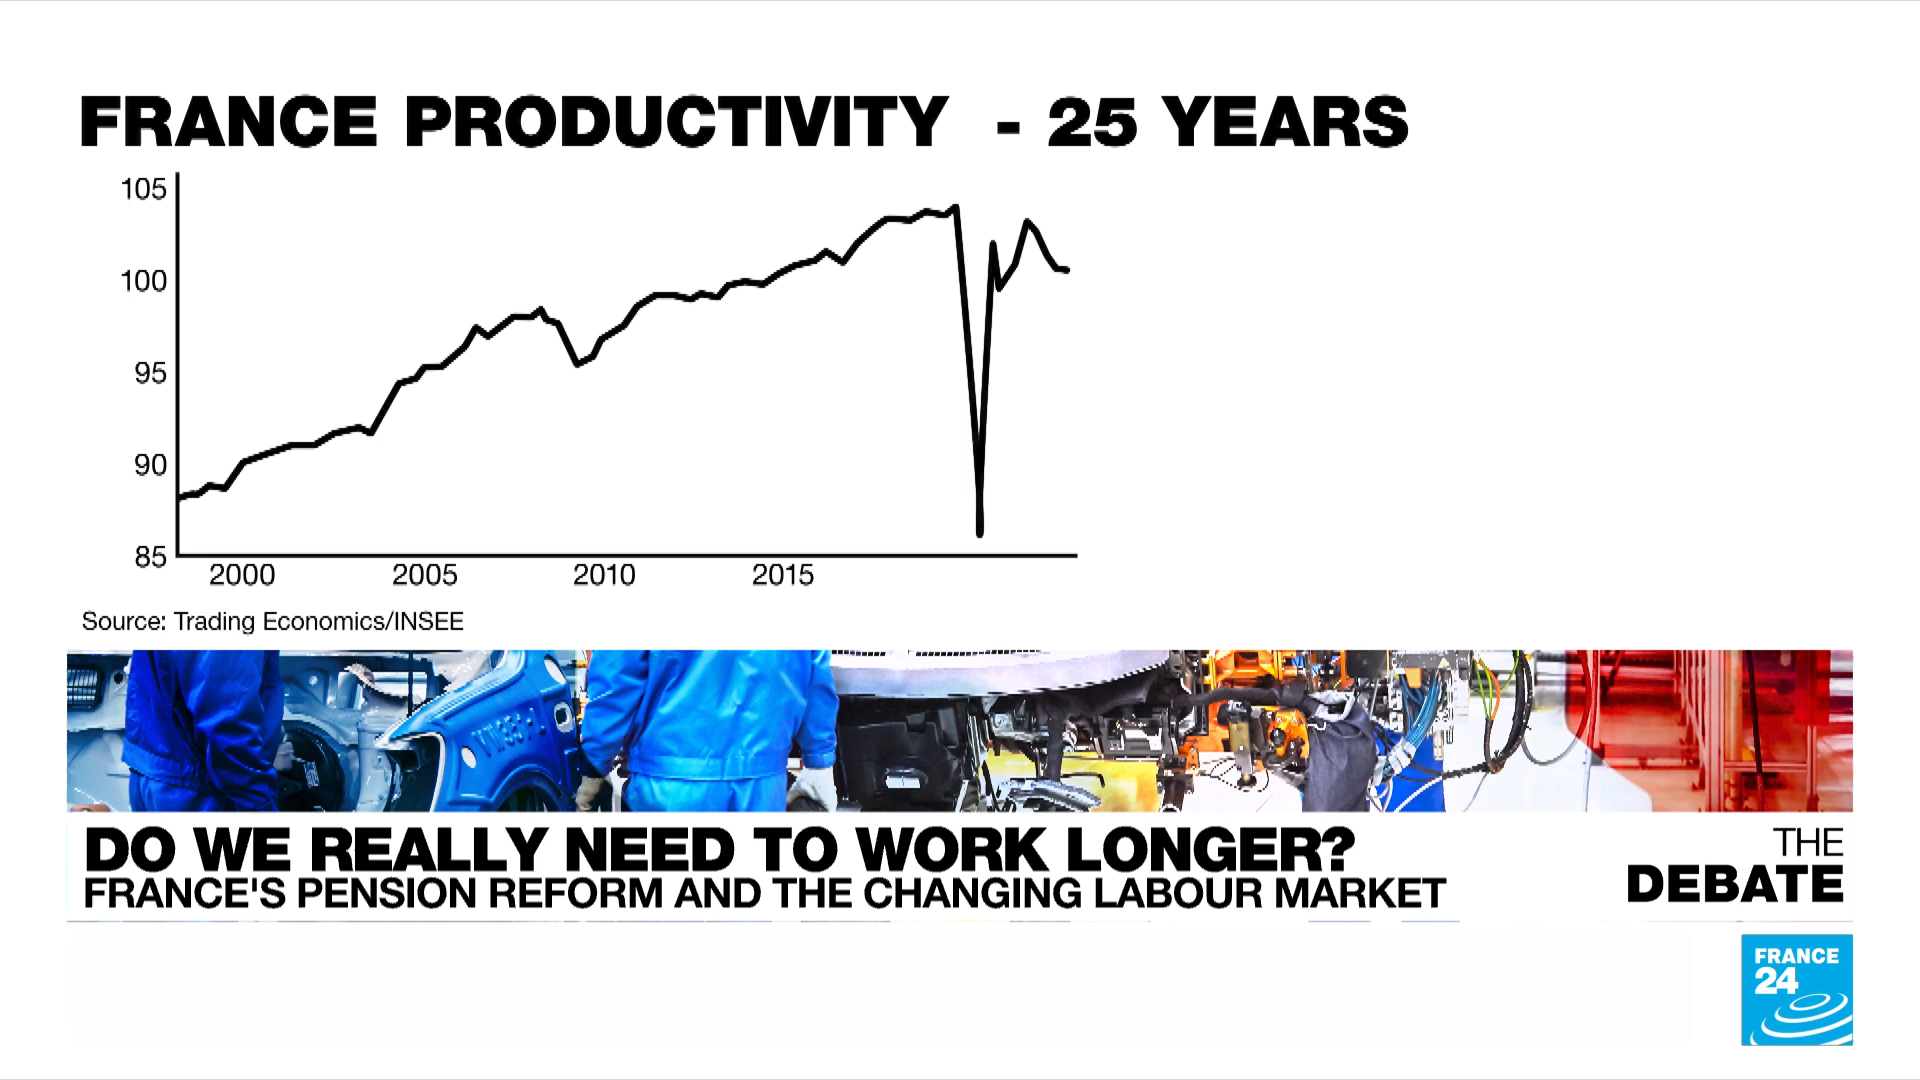 FRANCE PRODUCTIVITY - 25 YEARS
105
100
95
90
85
2000 2005 2010 2015
Source: Trading Economics/INSEE
DO WE REALLY NEED TO WORK LONGER?
FRANCE'S PENSION REFORM AND THE CHANGING LABOUR MARKET
THE
DEBATE
FRANCE
24